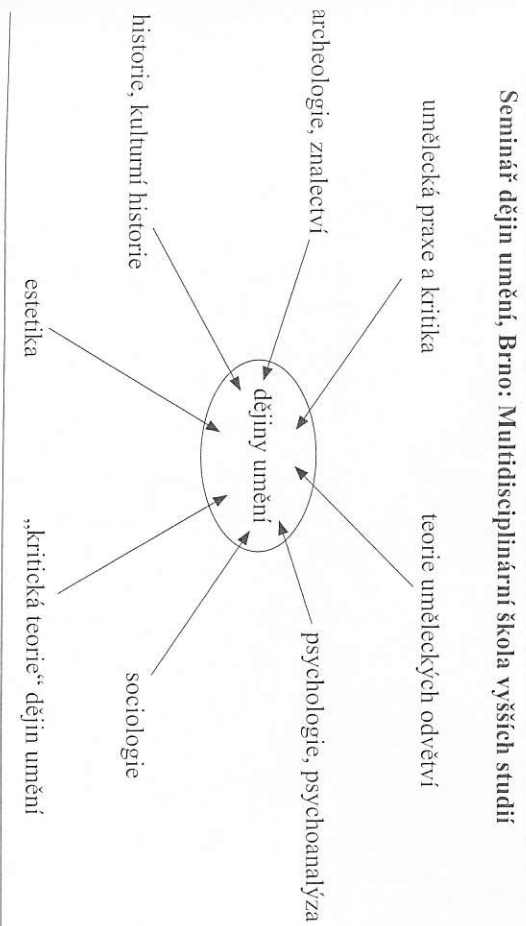 Seminář dějin umění, Brno: Multidisciplinární škola vyšších studií
umělecká praxe a kritika
teorie uměleckých odvětví
archeologie, znalectví
psychologie, psychoanalýza
dějiny umění
historie, kulturní historie
sociologie
estetika
„kritická teorie“ dějin umění